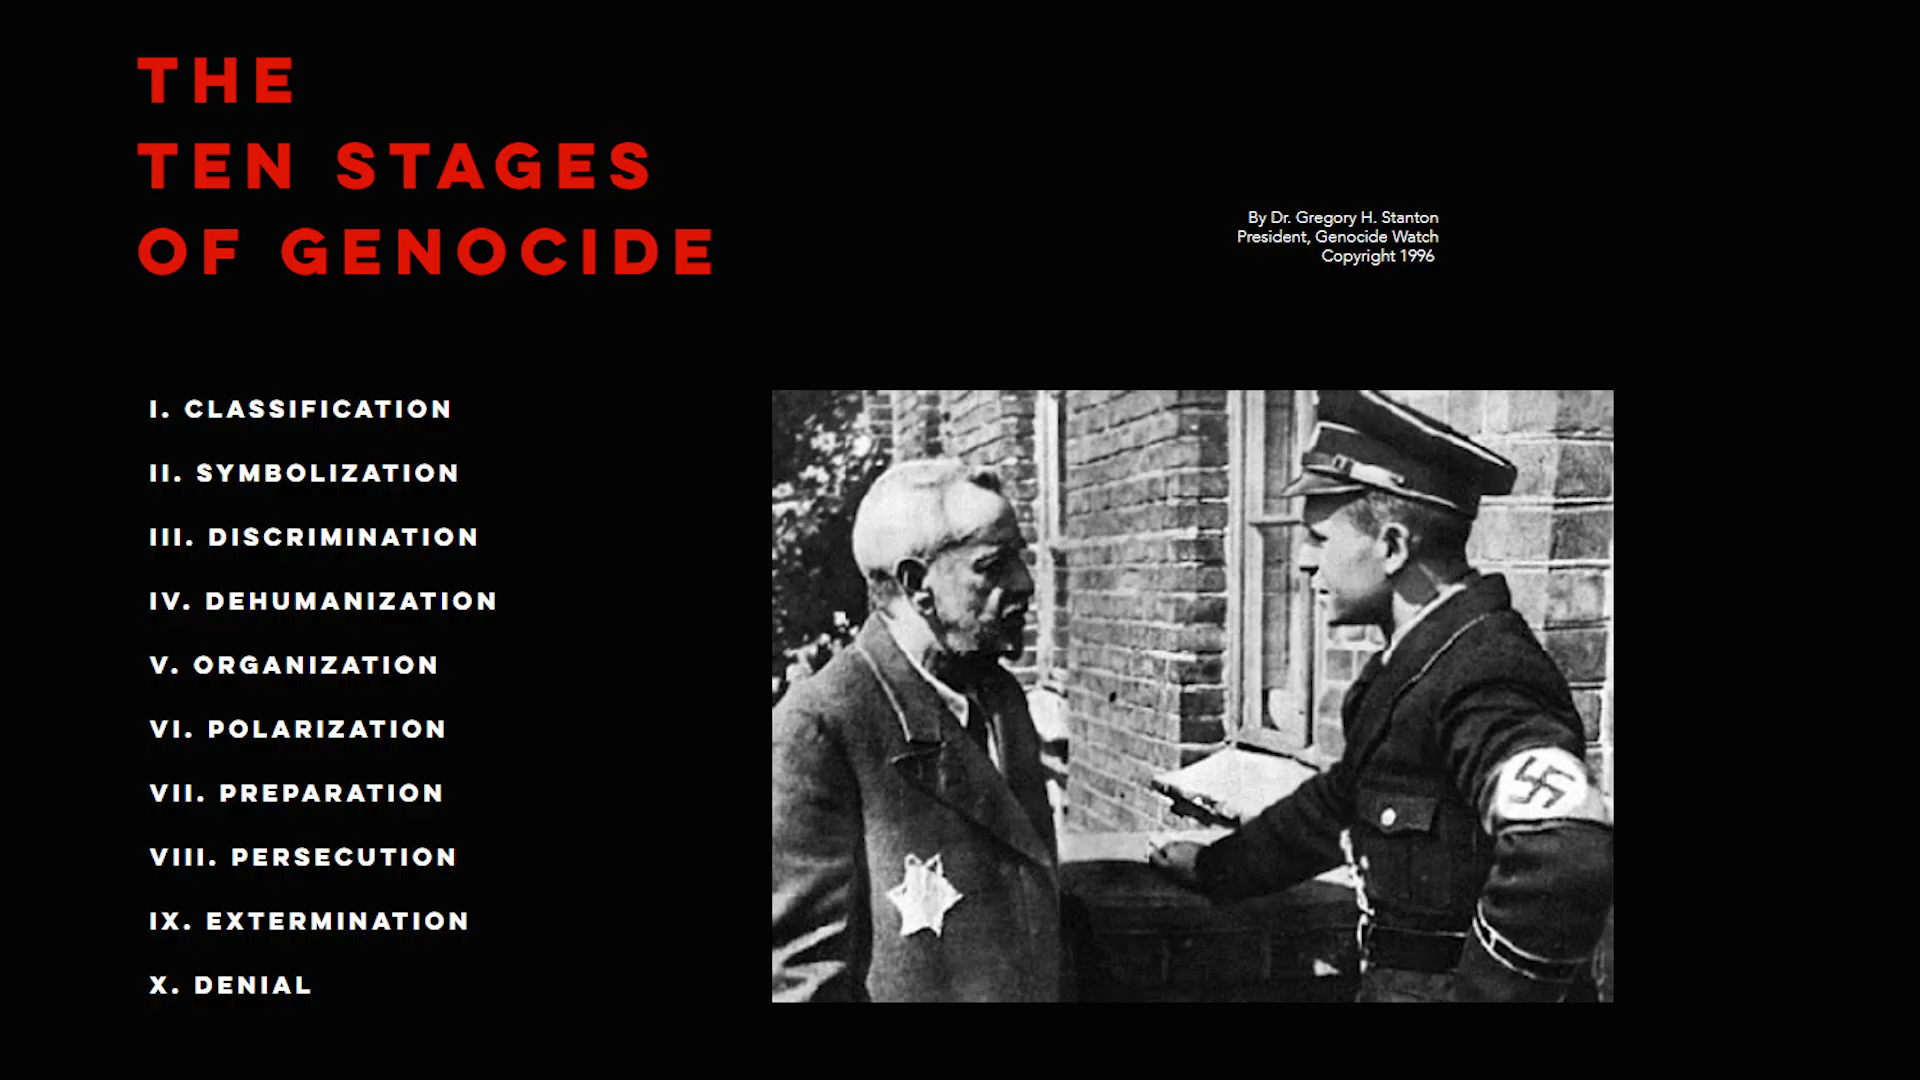 THE
TEN STAGES
OF GENOCIDE
By Dr. Gregory H. Stanton
President, Genocide Watch
Copyright 1996
I. CLASSIFICATION
II. SYMBOLIZATION
III. DISCRIMINATION
IV. DEHUMANIZATION
V. ORGANIZATION
VI. POLARIZATION
VII. PREPARATION
VIII. PERSECUTION
IX. EXTERMINATION
X. DENIAL